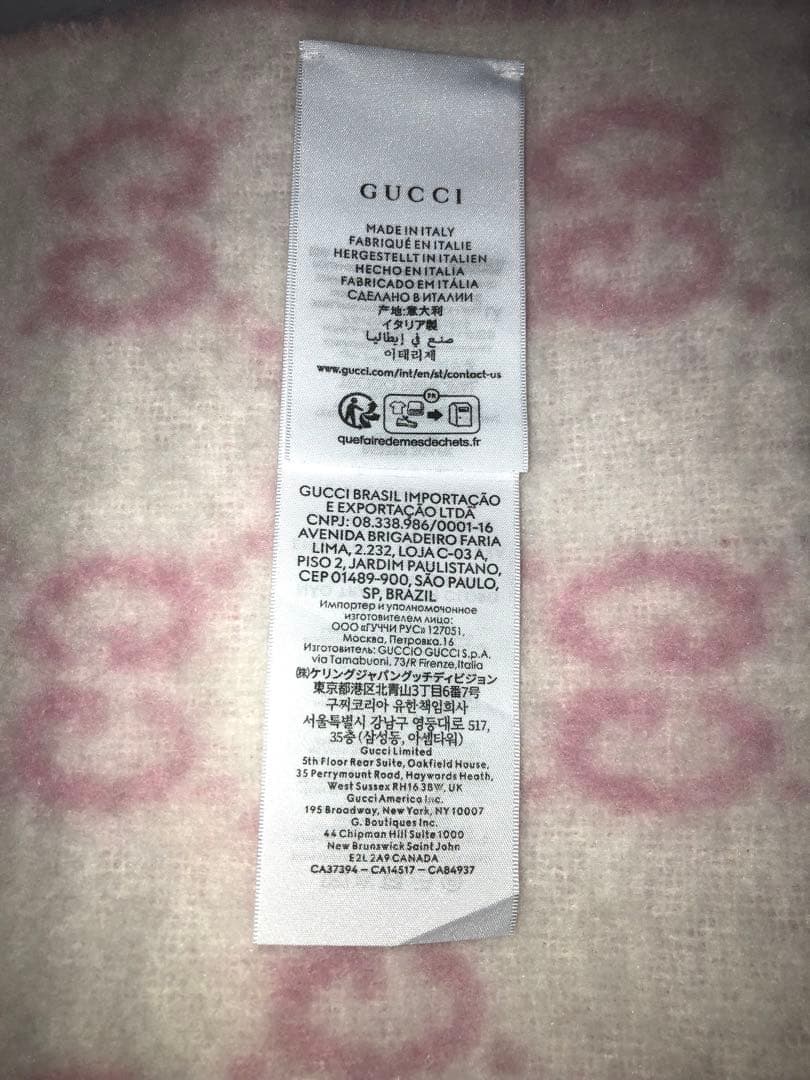 GUCCI
MADE IN ITALY
FABRIQUÉ EN ITALIE
HERGESTELLT IN ITALIEN
HECHO EN ITALIA
FABRICADO EM ITÁLIA
СДЕЛАНО В ИТАЛИИ
产地:意大利
イタリア製
صنع في إيطاليا
이태리제
www.gucci.com/int/en/st/contact-us
FR
quefairedemesdechets.fr
GUCCI BRASIL IMPORTAÇÃO
E EXPORTAÇÃO LTDA
CNPJ: 08.338.986/0001-16
AVENIDA BRIGADEIRO FARIA
LIMA, 2.232, LOJA C-03 A,
PISO 2, JARDIM PAULISTANO,
CEP 01489-900, SÃO PAULO,
SP, BRAZIL
Импортер и уполномоченное
изготовителем лицо:
ООО «ГУЧЧИ РУС» 127051,
Москва, Петровка,16
Изготовитель: GUCCIO GUCCI S.p.A.
via Tornabuoni, 73/R Firenze,Italia
㈱ケリングジャパングッチディビジョン
東京都港区北青山3丁目6番7号
구찌코리아 유한책임회사
서울특별시 강남구 영동대로 517,
35층 (삼성동, 아셈타워)
Gucci Limited
5th Floor Rear Suite, Oakfield House,
35 Perrymount Road, Haywards Heath,
West Sussex RH16 3BW, UK
Gucci America Inc.
195 Broadway, New York, NY 10007
G. Boutiques Inc.
44 Chipman Hill Suite 1000
New Brunswick Saint John
E2L 2A9 CANADA
CA37394 – CA14517 – CA84937